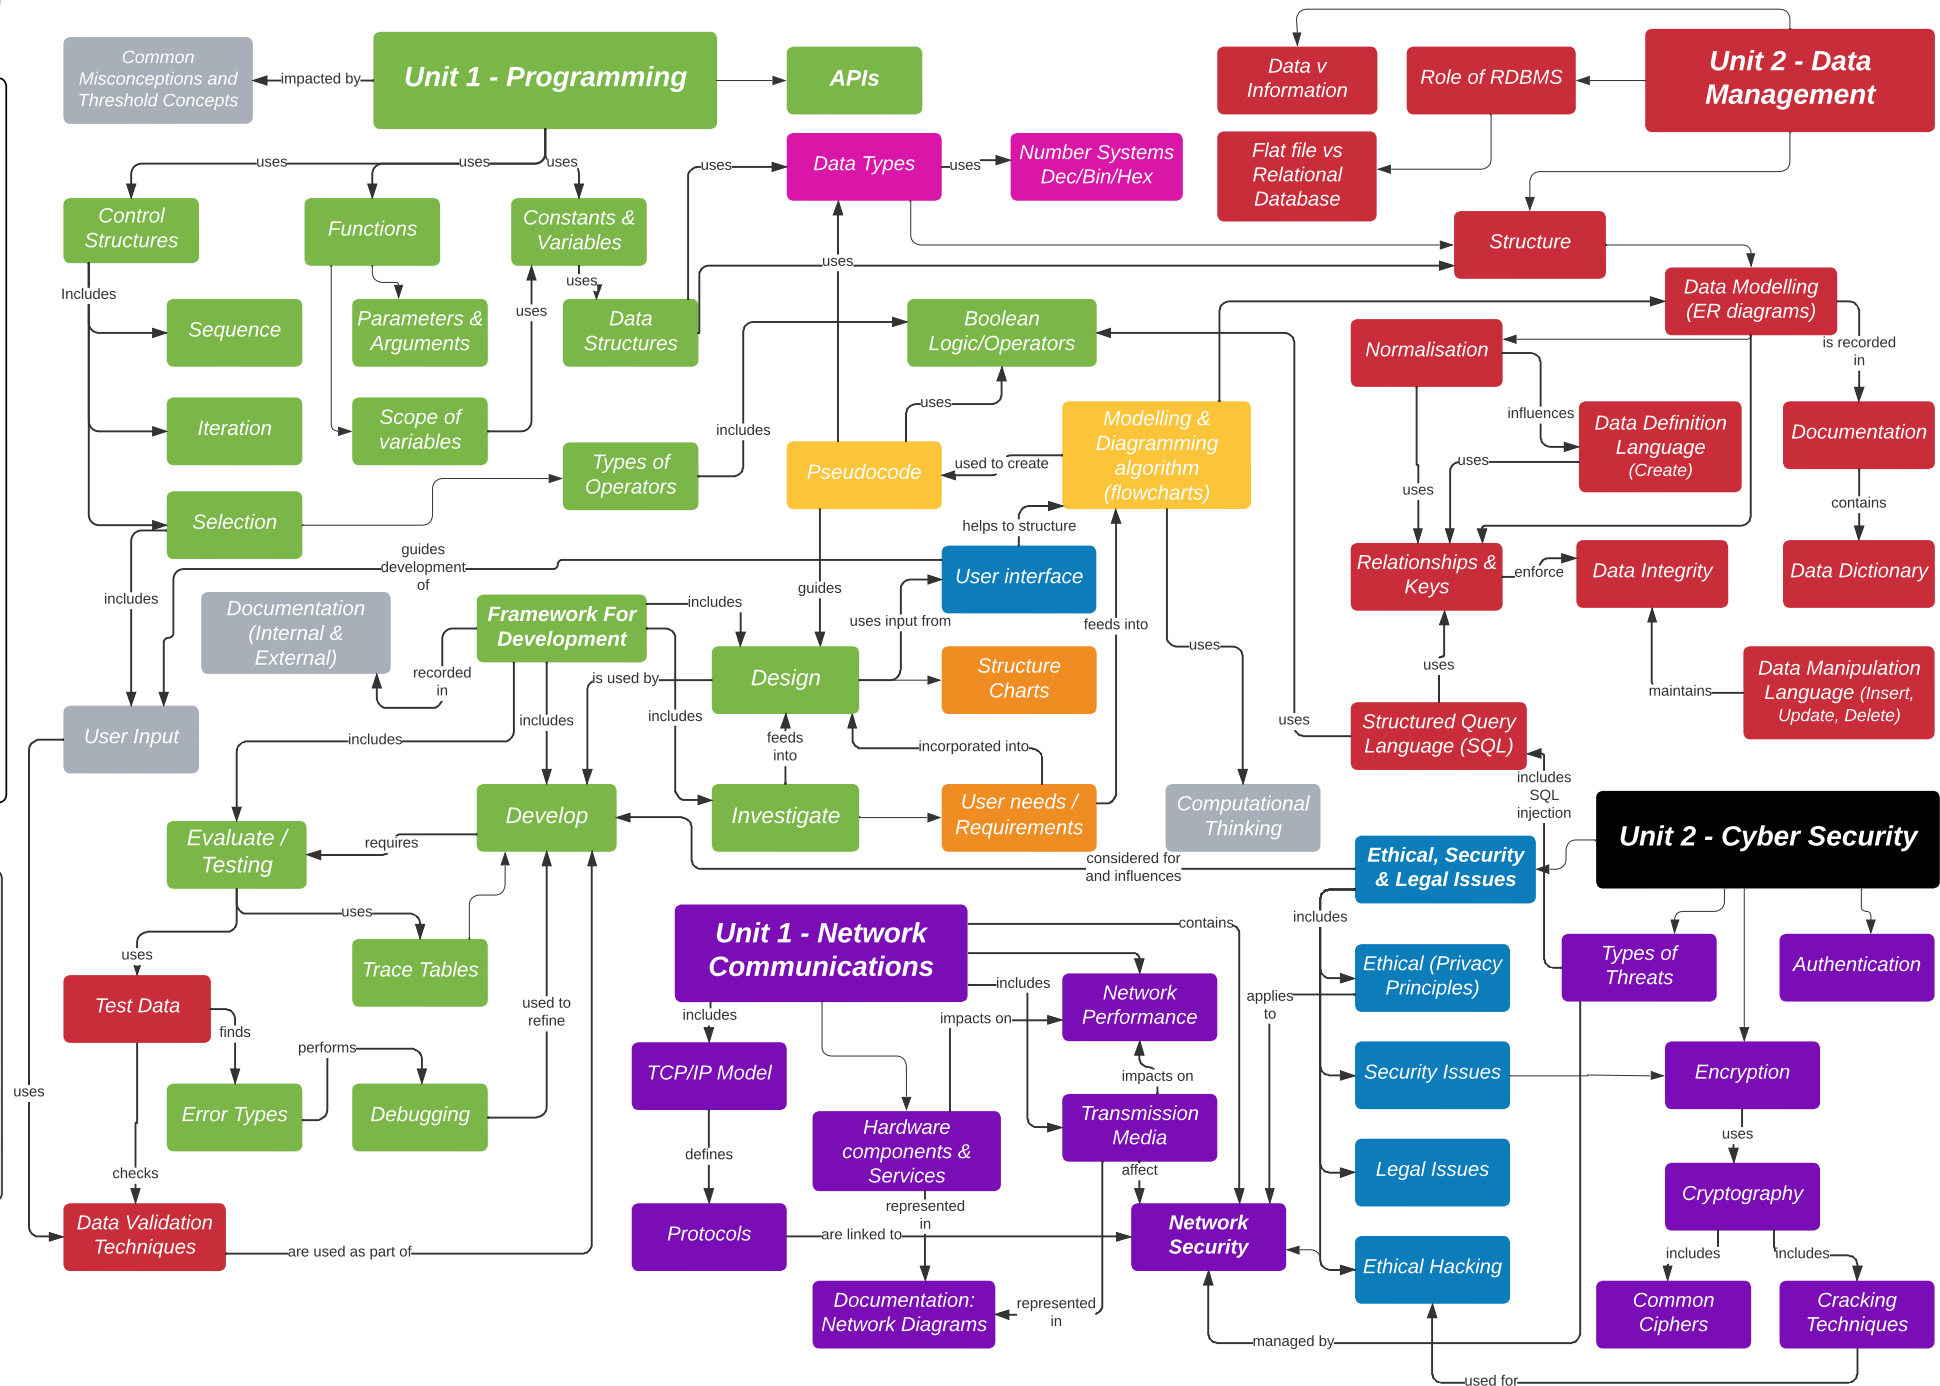 Common
Misconceptions and
Threshold Concepts
impacted by
Unit 1 - Programming
APIs
Data v
Information
Role of RDBMS
Unit 2 - Data
Management
uses
uses
uses
uses
Data Types
uses
Number Systems
Dec/Bin/Hex
Flat file vs
Relational
Database
Control
Structures
Functions
Constants &
Variables
Structure
uses
uses
Includes
uses
Data Modelling
(ER diagrams)
Sequence
Parameters &
Arguments
Data
Structures
Boolean
Logic/Operators
Normalisation
is recorded
in
uses
influences
Iteration
Scope of
variables
includes
Modelling &
Diagramming
algorithm
(flowcharts)
Data Definition
Language
(Create)
Documentation
Types of
Operators
Pseudocode
used to create
uses
uses
contains
Selection
helps to structure
guides
development
of
User interface
Relationships &
Keys
enforce
Data Integrity
Data Dictionary
includes
Documentation
(Internal &
External)
Framework For
Development
includes
guides
uses input from
feeds into
uses
uses
recorded
in
is used by
Design
Structure
Charts
maintains
Data Manipulation
Language (Insert,
Update, Delete)
User Input
includes
includes
includes
feeds
into
incorporated into
uses
Structured Query
Language (SQL)
includes
SQL
injection
Develop
Investigate
User needs /
Requirements
Computational
Thinking
Unit 2 - Cyber Security
Evaluate /
Testing
requires
considered for
and influences
Ethical, Security
& Legal Issues
uses
uses
Unit 1 - Network
Communications
contains
includes
Trace Tables
Types of
Threats
Authentication
Ethical (Privacy
Principles)
Test Data
used to
refine
includes
Network
Performance
applies
to
finds
includes
impacts on
performs
TCP/IP Model
impacts on
Security Issues
Encryption
uses
Error Types
Debugging
Hardware
components &
Services
Transmission
Media
uses
checks
defines
affect
Legal Issues
Cryptography
Data Validation
Techniques
are used as part of
Protocols
represented
in
are linked to
Network
Security
includes
includes
Ethical Hacking
Documentation:
Network Diagrams
represented
in
Common
Ciphers
Cracking
Techniques
managed by
used for